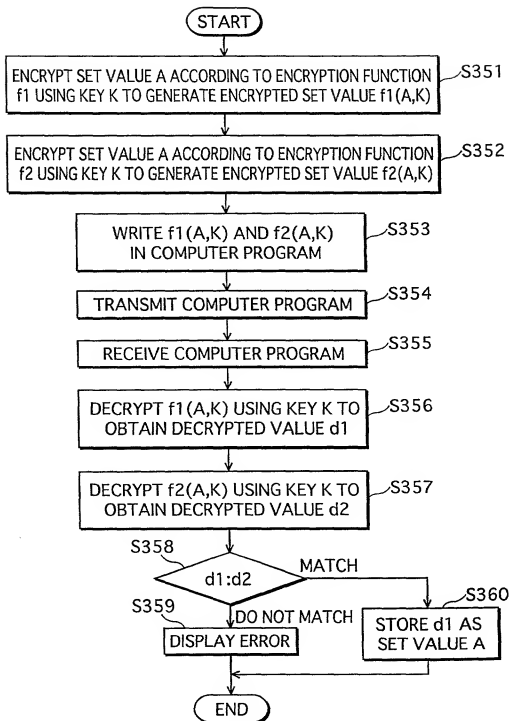 START
ENCRYPT SET VALUE A ACCORDING TO ENCRYPTION FUNCTION
f1 USING KEY K TO GENERATE ENCRYPTED SET VALUE f1(A,K)
S351
ENCRYPT SET VALUE A ACCORDING TO ENCRYPTION FUNCTION
f2 USING KEY K TO GENERATE ENCRYPTED SET VALUE f2(A,K)
S352
WRITE f1(A,K) AND f2(A,K)
IN COMPUTER PROGRAM
S353
TRANSMIT COMPUTER PROGRAM
S354
RECEIVE COMPUTER PROGRAM
S355
DECRYPT f1(A,K) USING KEY K TO
OBTAIN DECRYPTED VALUE d1
S356
DECRYPT f2(A,K) USING KEY K TO
OBTAIN DECRYPTED VALUE d2
S357
S358
d1:d2
MATCH
DO NOT MATCH
S359
DISPLAY ERROR
S360
STORE d1 AS
SET VALUE A
END